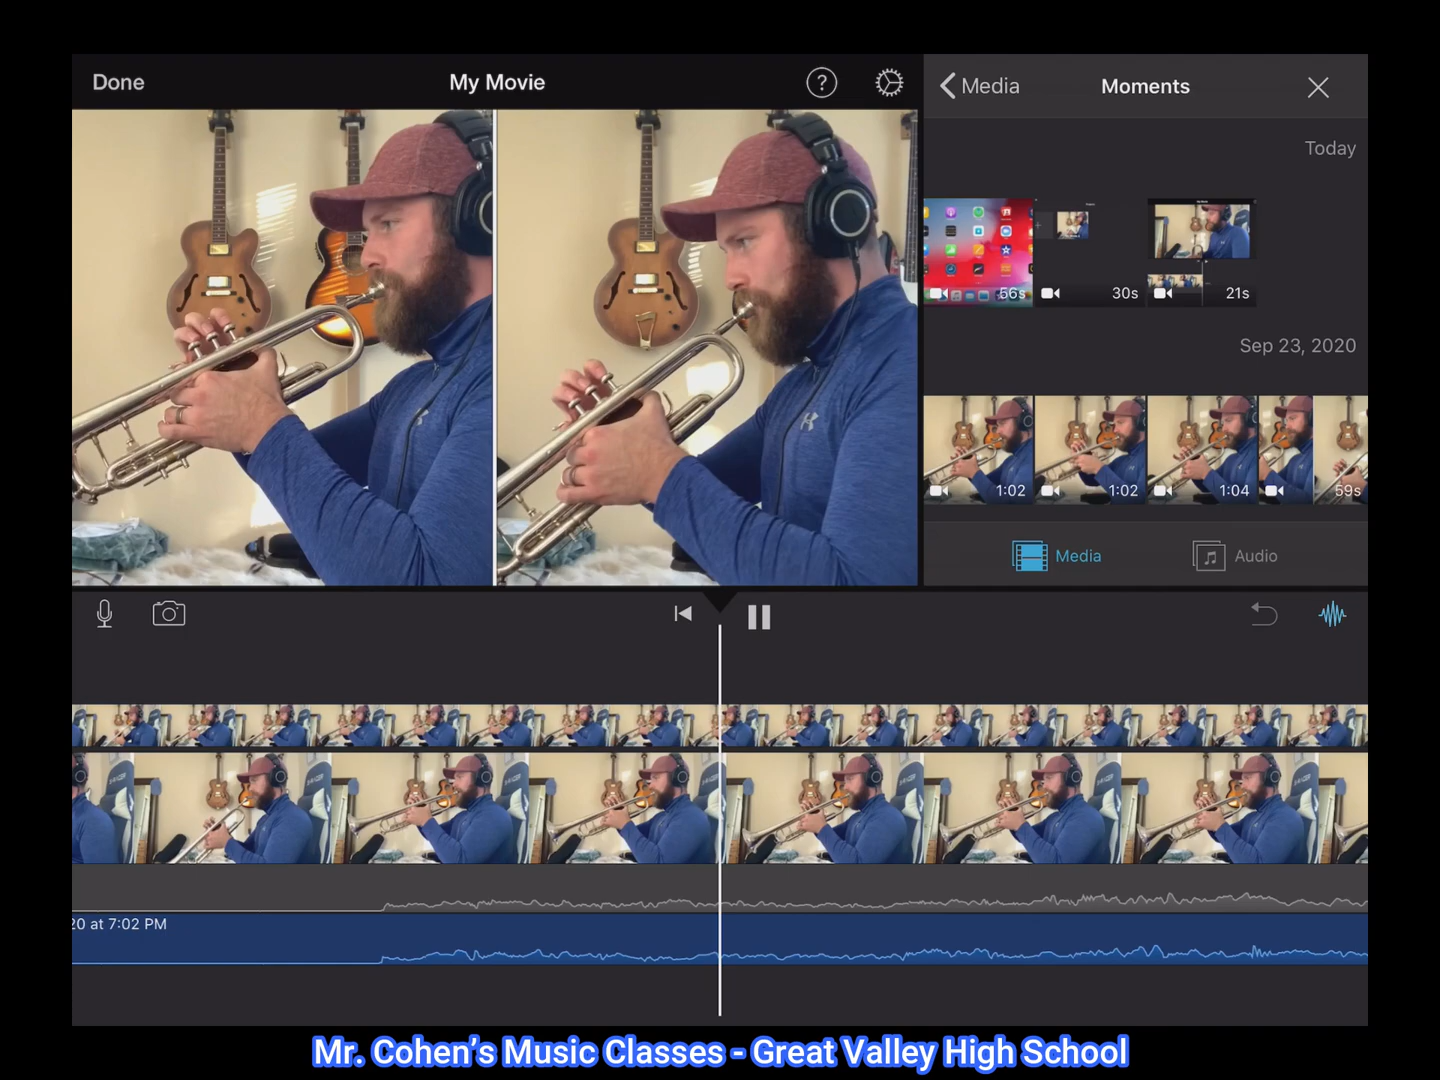 Done
My Movie
?
Media
Moments
Today
56s
30s
21s
Sep 23, 2020
1:02
1:02
1:04
59s
Media
Audio
20 at 7:02 PM
Mr. Cohen's Music Classes - Great Valley High School